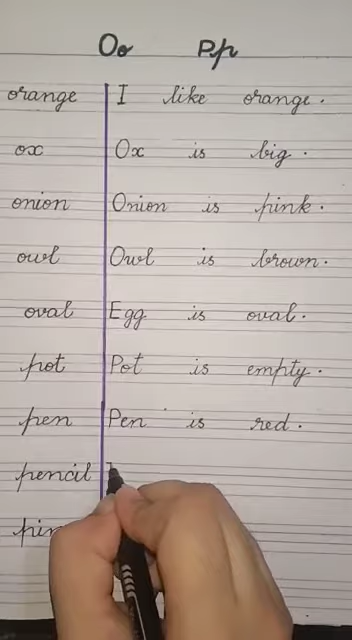 Oo Pp
orange I like orange.
ox Ox is big.
onion Onion is pink.
owl Owl is brown.
oval Egg is oval.
pot Pot is empty.
pen Pen is red.
pencil